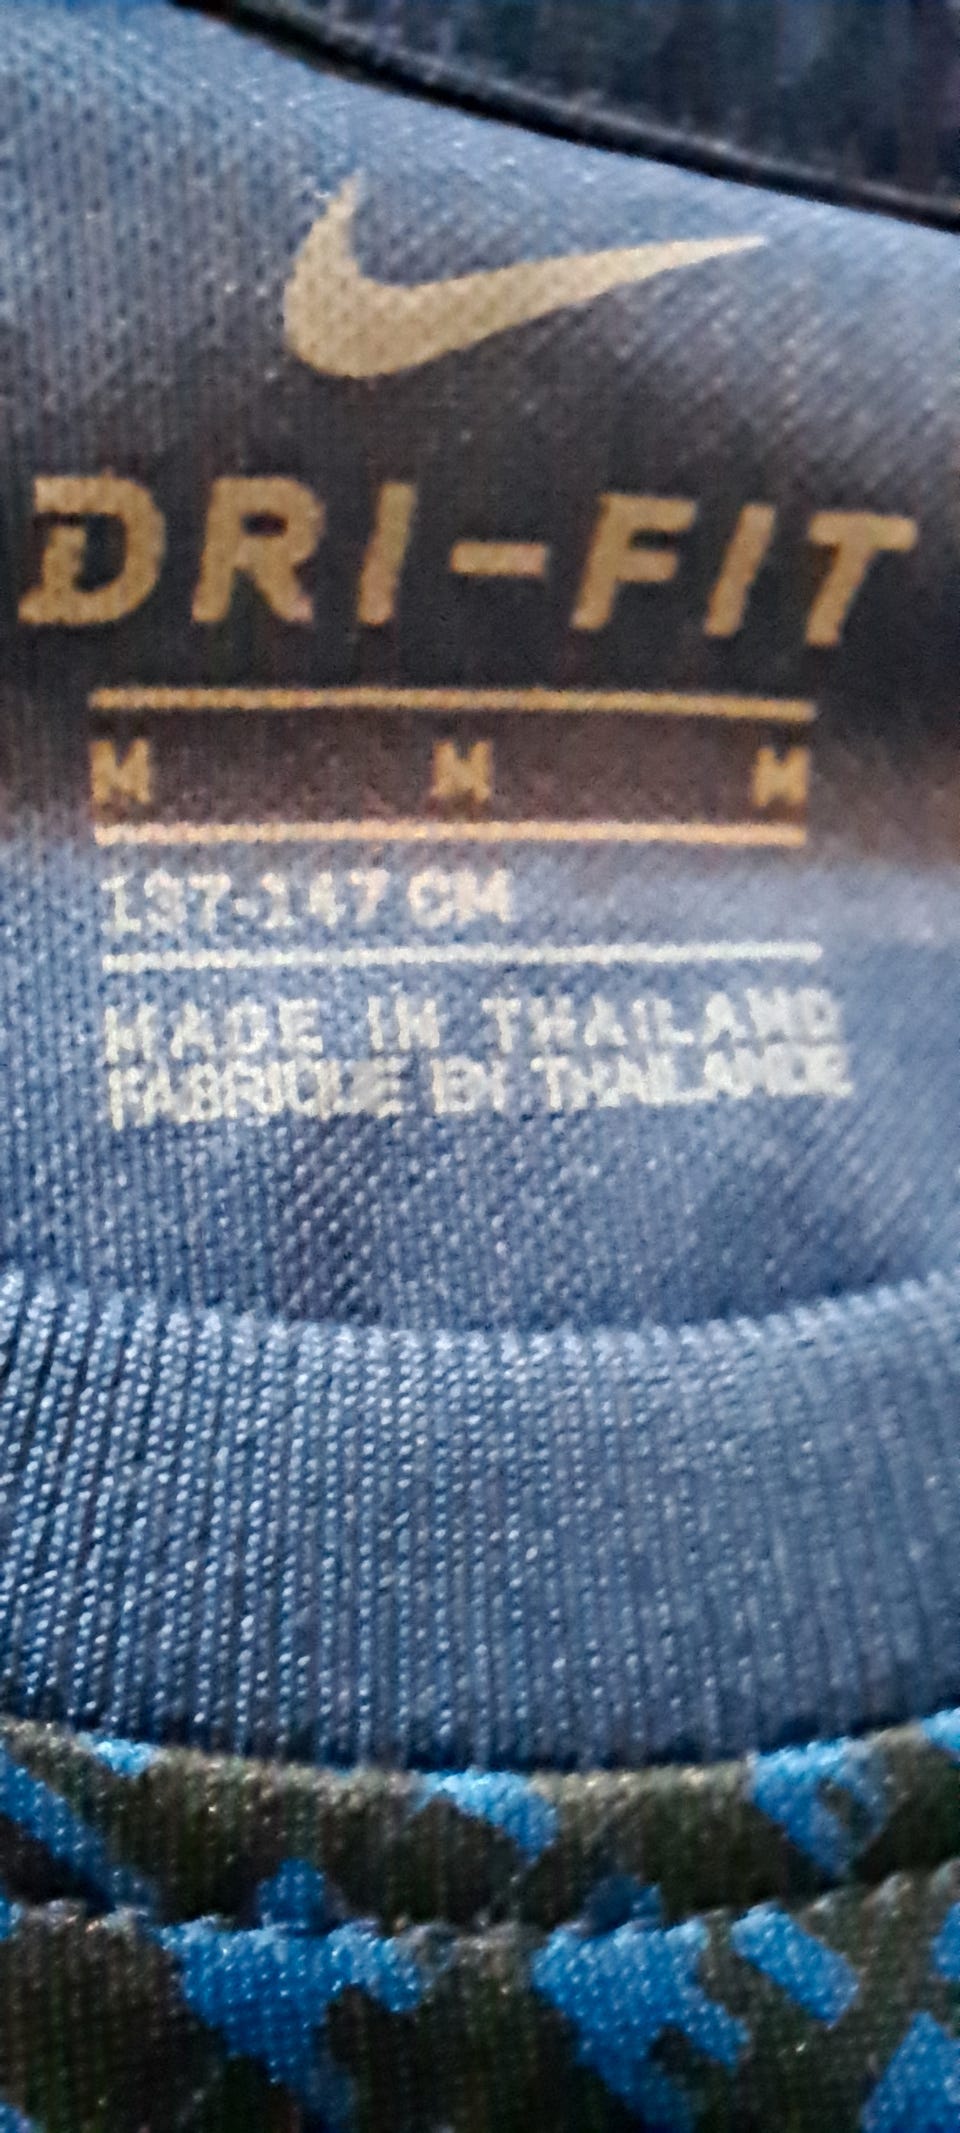 DRI-FIT
M M M
137-147 CM
MADE IN THAILAND
FABRIQUE EN THAILANDE